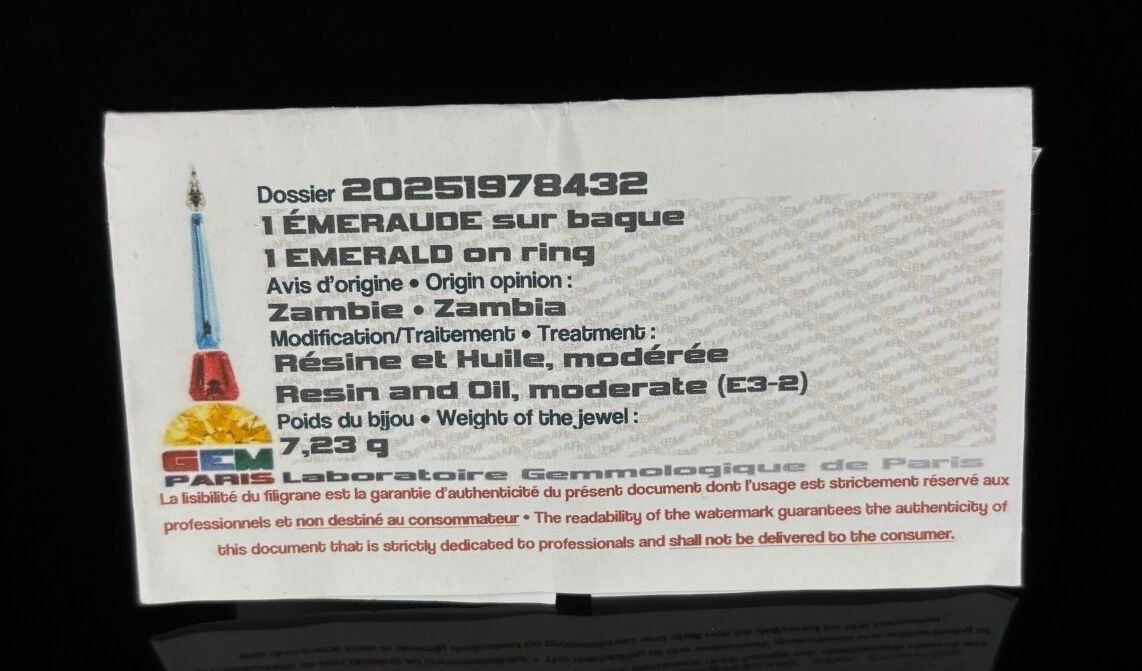 Dossier 20251978432
1 ÉMERAUDE sur bague
1 EMERALD on ring
Avis d'origine • Origin opinion :
Zambie • Zambia
Modification/Traitement • Treatment :
Résine et Huile, modérée
Resin and Oil, moderate (E3-2)
Poids du bijou • Weight of the jewel :
7,23 g
GEM
PARIS Laboratoire Gemmologique de Paris
La lisibilité du filigrane est la garantie d'authenticité du présent document dont l'usage est strictement réservé aux
professionnels et non destiné au consommateur • The readability of the watermark guarantees the authenticity of
this document that is strictly dedicated to professionals and shall not be delivered to the consumer.